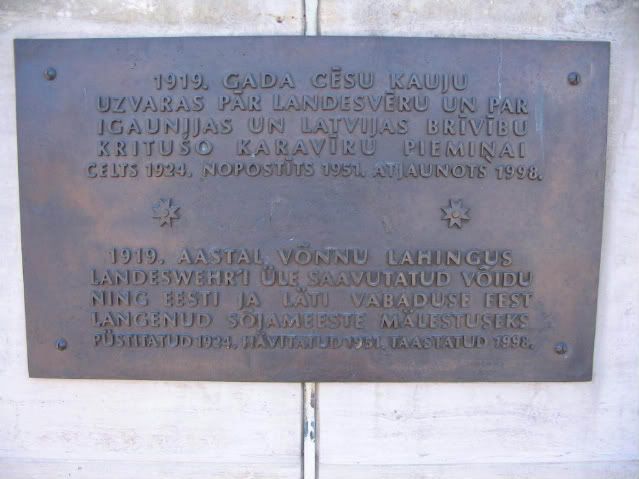 1919. GADA CĒSU KAUJU
UZVARAS PĀR LANDESVĒRU UN PAR
IGAUNIJAS UN LATVIJAS BRĪVĪBU
KRITUŠO KARAVĪRU PIEMIŅAI
CELTS 1924. NOPOSTĪTS 1951. ATJAUNOTS 1998.
1919. AASTAL VÕNNU LAHINGUS
LANDESWEHR'I ÜLE SAAVUTATUD VÕIDU
NING EESTI JA LÄTI VABADUSE EEST
LANGENUD SÕJAMEESTE MÄLESTUSEKS
PÜSTITATUD 1924. HÄVITATUD 1951. TAASTATUD 1998.